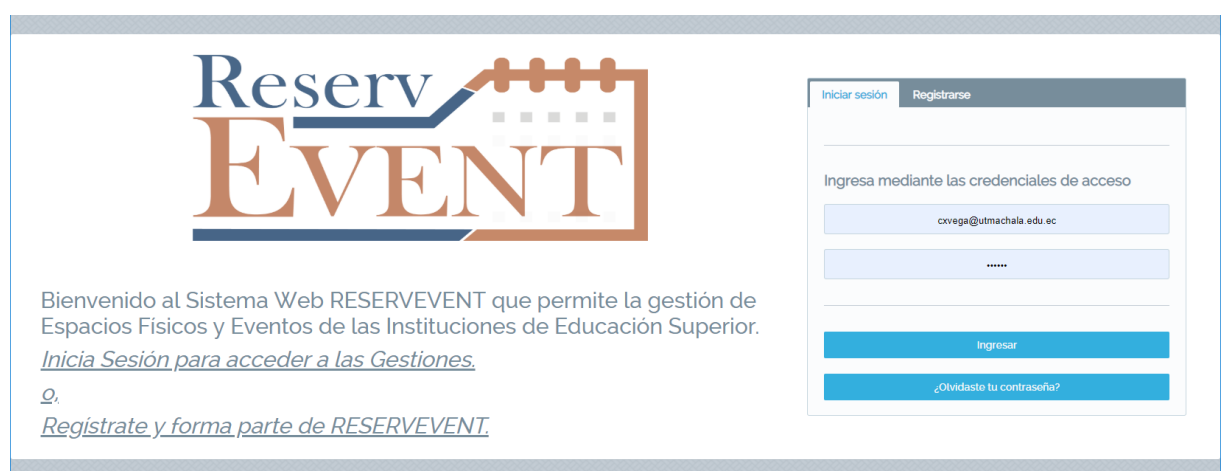 Reserv
EVENT
Bienvenido al Sistema Web RESERVEVENT que permite la gestión de
Espacios Físicos y Eventos de las Instituciones de Educación Superior.
Inicia Sesión para acceder a las Gestiones.
o,
Regístrate y forma parte de RESERVEVENT.
Iniciar sesión Registrarse
Ingresa mediante las credenciales de acceso
cxvega@utmachala.edu.ec
••••••
Ingresar
¿Olvidaste tu contraseña?